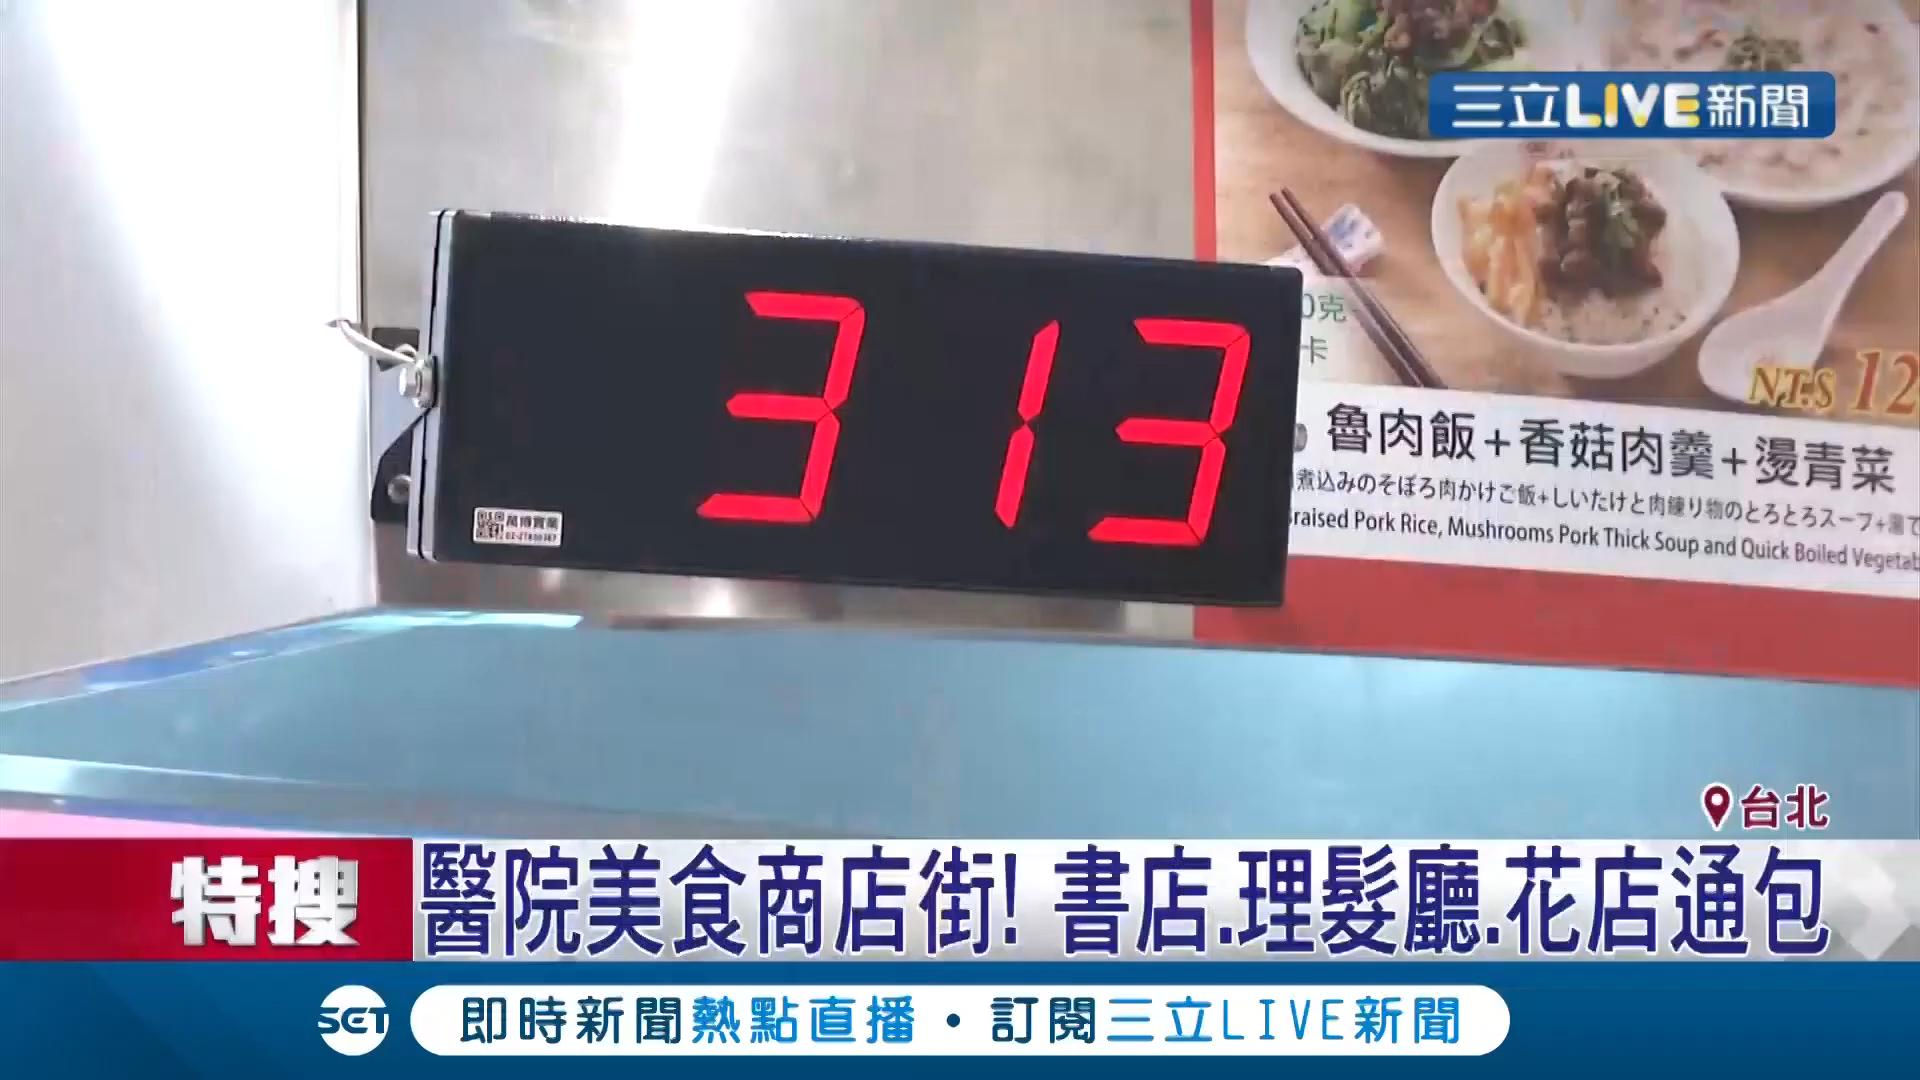 三立LIVE新聞
313
萬博實業
0克
卡
NT.$ 12
魯肉飯+香菇肉羹+燙青菜
煮込みのそぼろ肉かけご飯+しいたけと肉練り物のとろとろスープ+湯で
raised Pork Rice, Mushrooms Pork Thick Soup and Quick Boiled Vegetab
台北
特搜
醫院美食商店街! 書店.理髮廳.花店通包
SET 即時新聞熱點直播・訂閱三立LIVE新聞